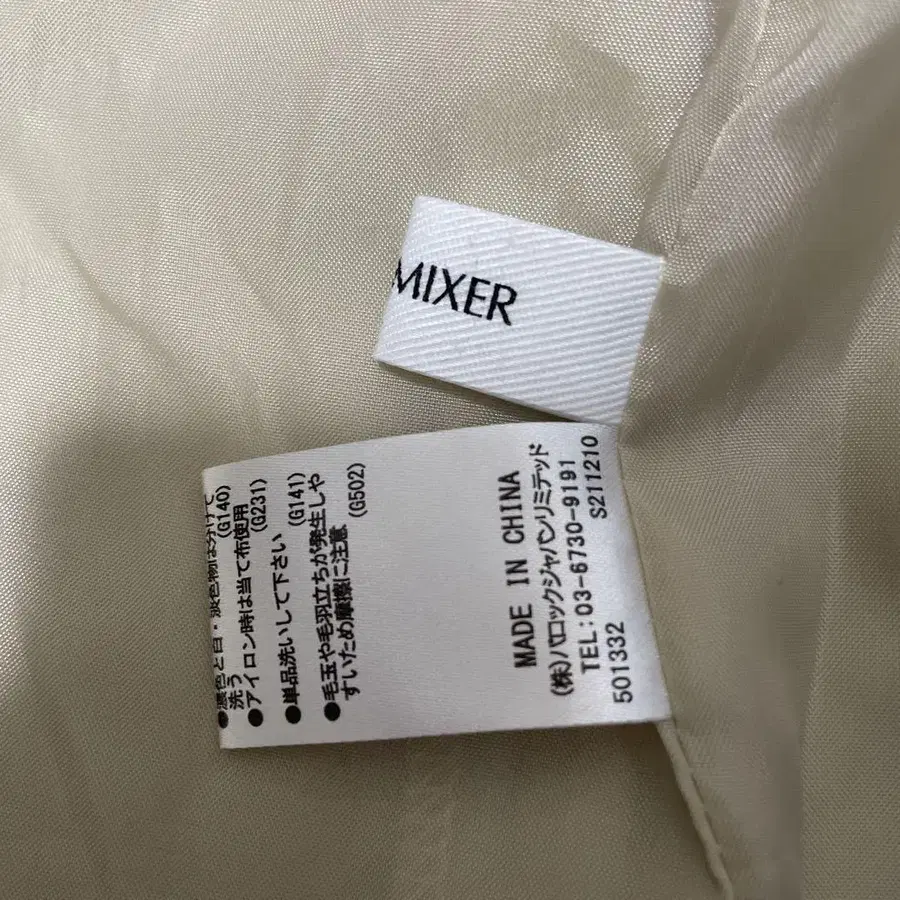 MIXER
●濃色と白・淡色物は分けて
洗う (G140)
●アイロン時は当て布使用
(G231)
●単品洗いして下さい (G141)
●毛玉や毛羽立ちが発生しや
すいため摩擦に注意 (G502)
MADE IN CHINA
(株)バロックジャパンリミテッド
TEL:03-6730-9191
501332 S211210